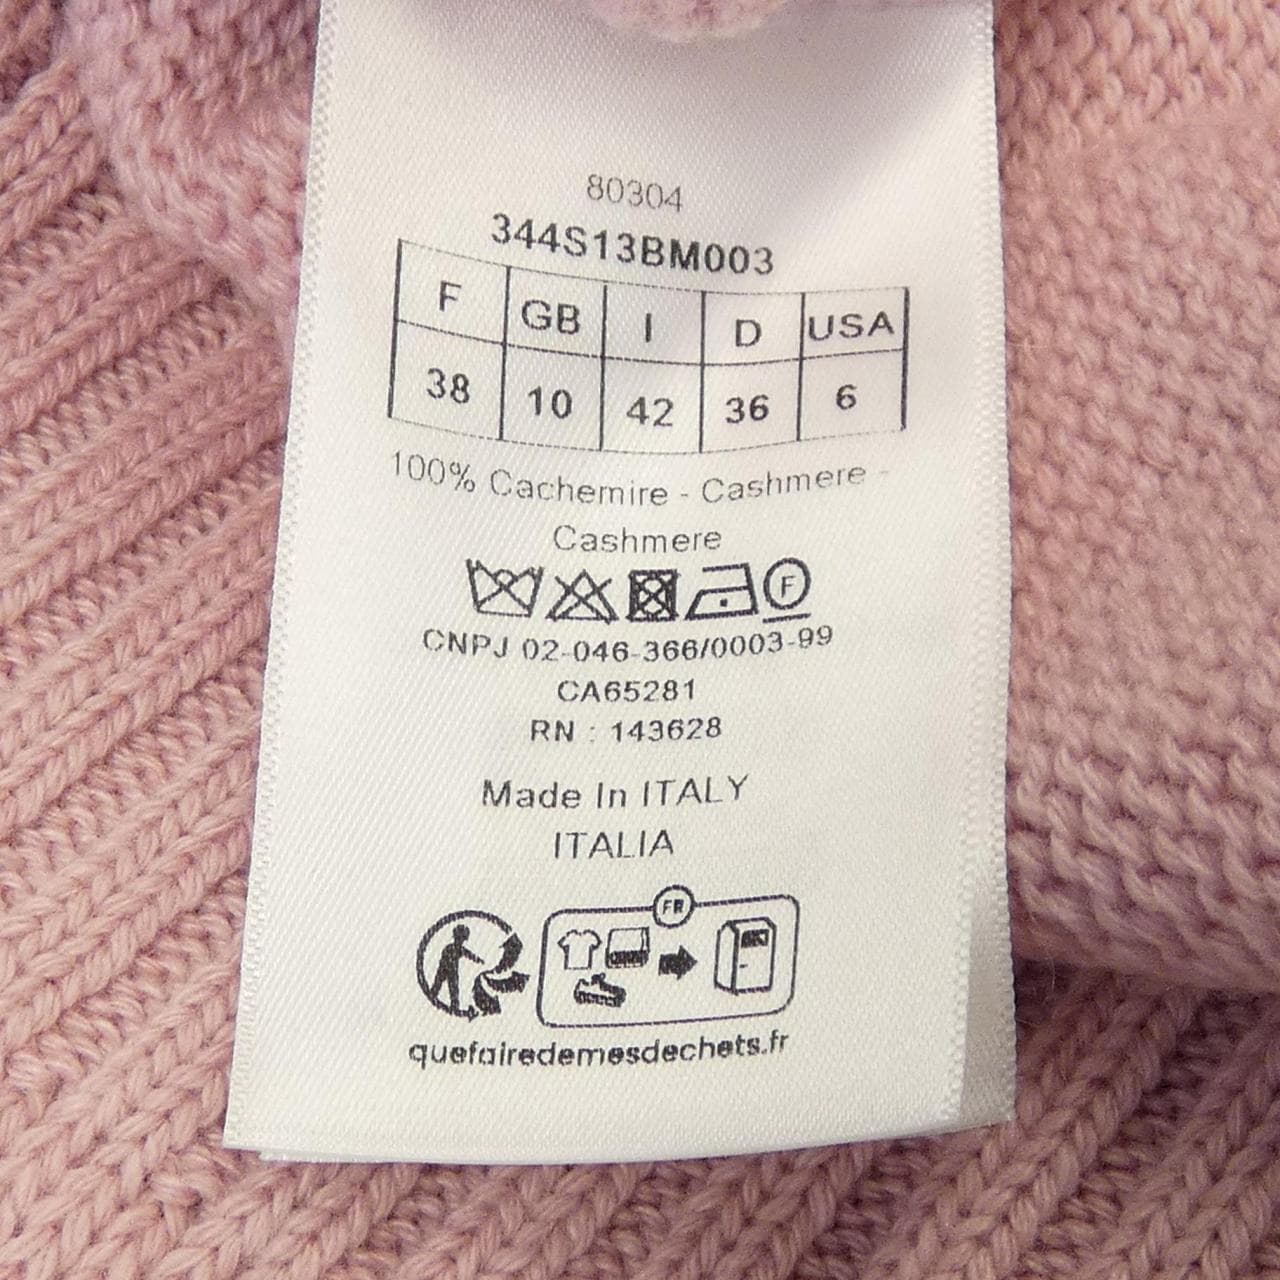 80304
344S13BM003
F GB I D USA
38 10 42 36 6
100% Cachemire - Cashmere -
Cashmere
F
CNPJ 02-046-366/0003-99
CA65281
RN : 143628
Made In ITALY
ITALIA
FR
quefairedemesdechets.fr